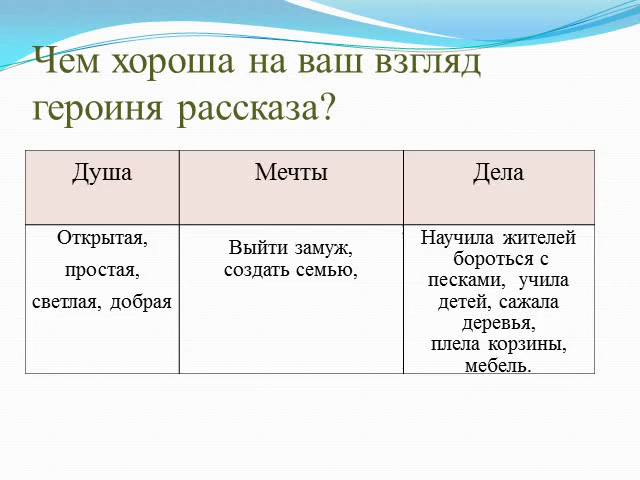 Чем хороша на ваш взгляд
героиня рассказа?
Душа
Мечты
Дела
Открытая,
простая,
светлая, добрая
Выйти замуж,
создать семью,
Научила жителей
бороться с
песками, учила
детей, сажала
деревья,
плела корзины,
мебель.